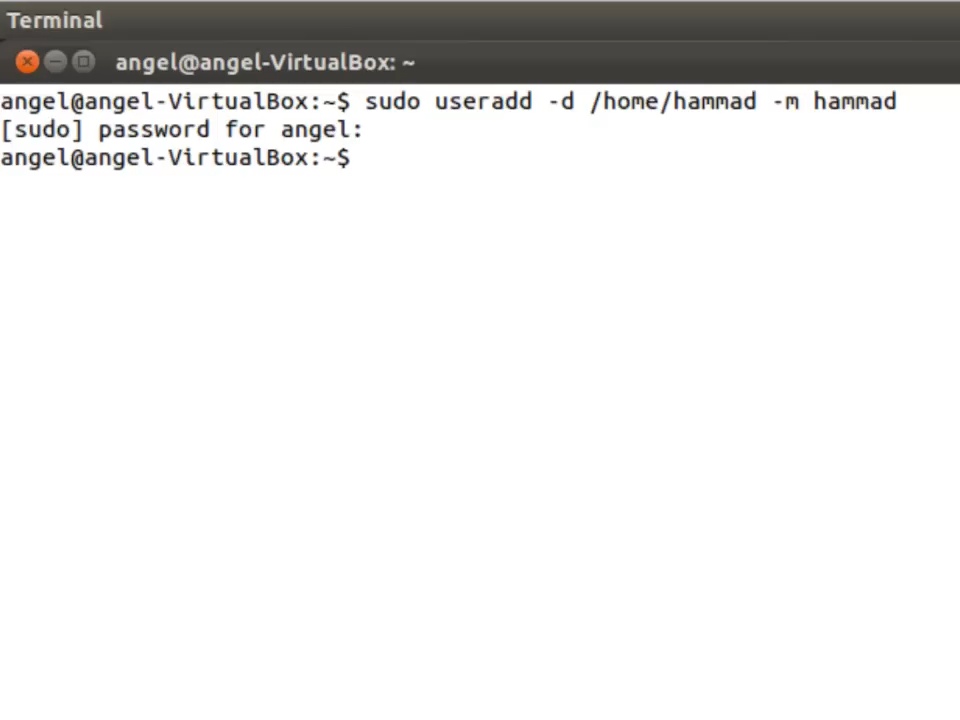 Terminal
angel@angel-VirtualBox: ~
angel@angel-VirtualBox:~$ sudo useradd -d /home/hammad -m hammad
[sudo] password for angel:
angel@angel-VirtualBox:~$